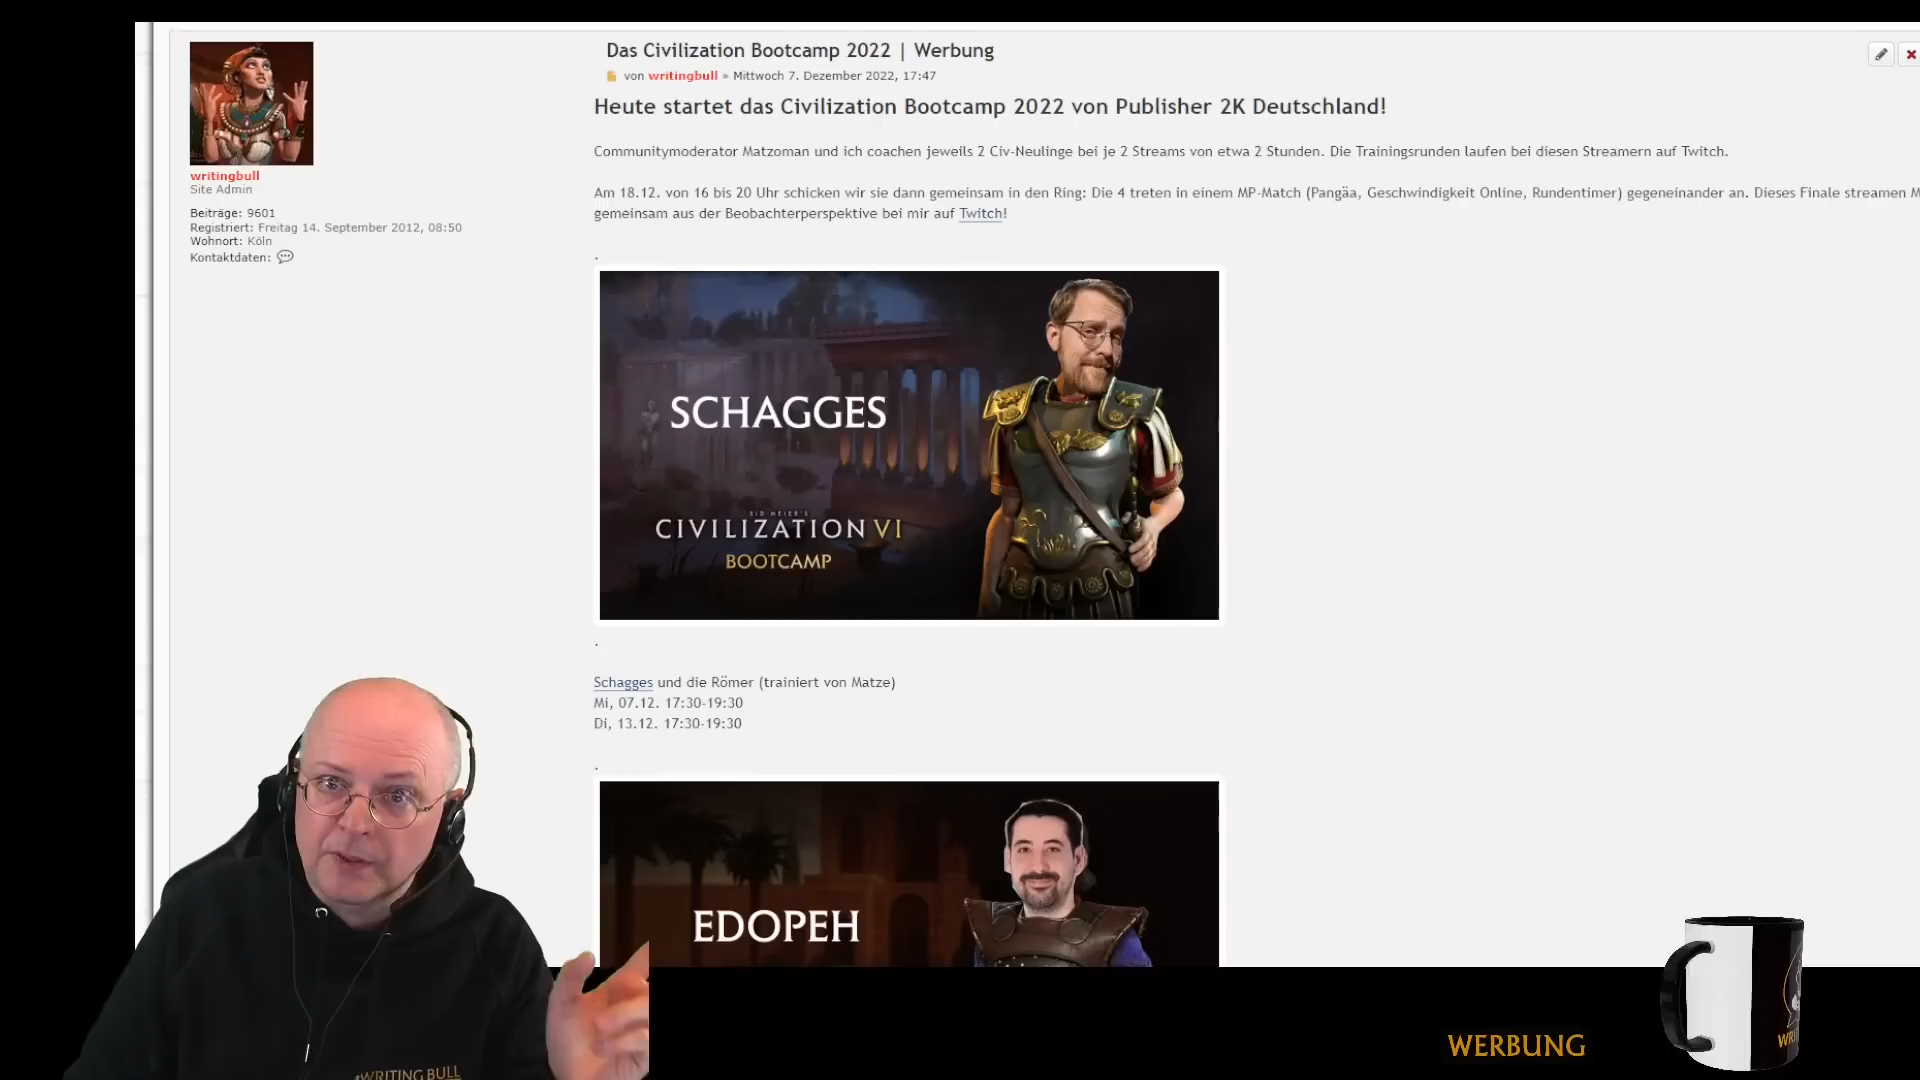 Das Civilization Bootcamp 2022 | Werbung
von writingbull » Mittwoch 7. Dezember 2022, 17:47
writingbull
Site Admin
Beiträge: 9601
Registriert: Freitag 14. September 2012, 08:50
Wohnort: Köln
Kontaktdaten:
Heute startet das Civilization Bootcamp 2022 von Publisher 2K Deutschland!
Communitymoderator Matzoman und ich coachen jeweils 2 Civ-Neulinge bei je 2 Streams von etwa 2 Stunden. Die Trainingsrunden laufen bei diesen Streamern auf Twitch.
Am 18.12. von 16 bis 20 Uhr schicken wir sie dann gemeinsam in den Ring: Die 4 treten in einem MP-Match (Pangäa, Geschwindigkeit Online, Rundentimer) gegeneinander an. Dieses Finale streamen M
gemeinsam aus der Beobachterperspektive bei mir auf Twitch!
.
SCHAGGES
SID MEIER'S
CIVILIZATION VI
BOOTCAMP
.
Schagges und die Römer (trainiert von Matze)
Mi, 07.12. 17:30-19:30
Di, 13.12. 17:30-19:30
.
EDOPEH
WRITING BULL
WERBUNG
WRI